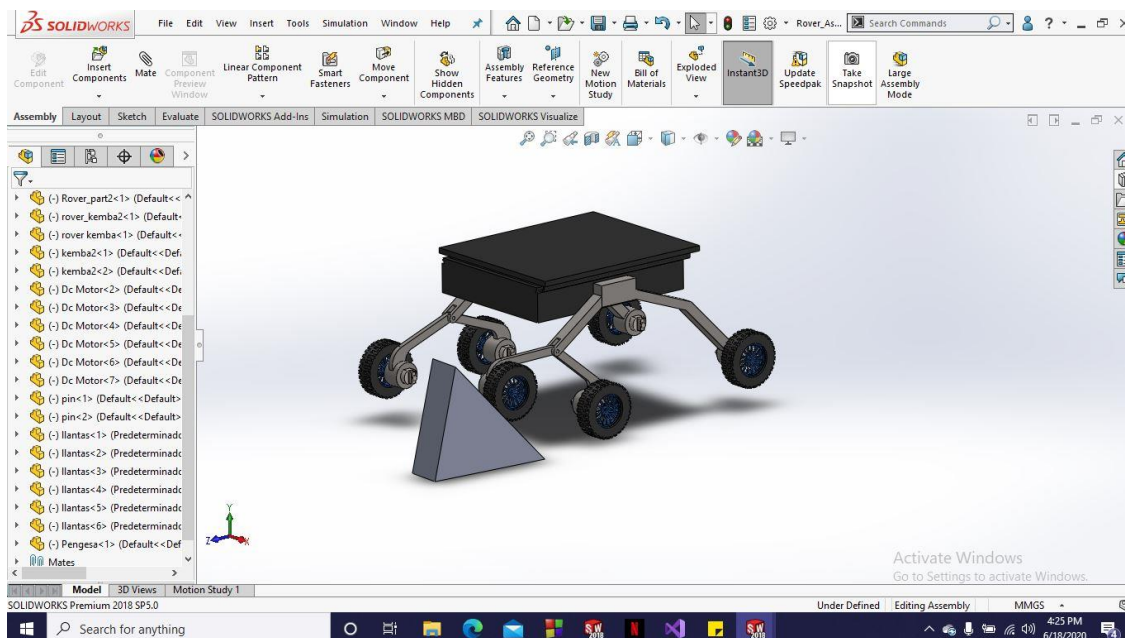 SOLIDWORKS File Edit View Insert Tools Simulation Window Help Rover_As... Search Commands
Edit Component
Insert Components
Mate
Component Preview Window
Linear Component Pattern
Smart Fasteners
Move Component
Show Hidden Components
Assembly Features
Reference Geometry
New Motion Study
Bill of Materials
Exploded View
Instant3D
Update Speedpak
Take Snapshot
Large Assembly Mode
Assembly Layout Sketch Evaluate SOLIDWORKS Add-Ins Simulation SOLIDWORKS MBD SOLIDWORKS Visualize
(-) Rover_part2<1> (Default<<
(-) rover_kemba2<1> (Default<
(-) rover kemba<1> (Default<<
(-) kemba2<1> (Default<<Def
(-) kemba2<2> (Default<<Def
(-) Dc Motor<2> (Default<<De
(-) Dc Motor<3> (Default<<De
(-) Dc Motor<4> (Default<<De
(-) Dc Motor<5> (Default<<De
(-) Dc Motor<6> (Default<<De
(-) Dc Motor<7> (Default<<De
(-) pin<1> (Default<<Default>
(-) pin<2> (Default<<Default>
(-) llantas<1> (Predeterminado
(-) llantas<2> (Predeterminado
(-) llantas<3> (Predeterminado
(-) llantas<4> (Predeterminado
(-) llantas<5> (Predeterminado
(-) llantas<6> (Predeterminado
(-) Pengesa<1> (Default<<Def
Mates
Y
Z X
Activate Windows
Go to Settings to activate Windows.
Model 3D Views Motion Study 1
SOLIDWORKS Premium 2018 SP5.0 Under Defined Editing Assembly MMGS
Search for anything SW 2018 N SW 2018 4:25 PM
6/18/2020